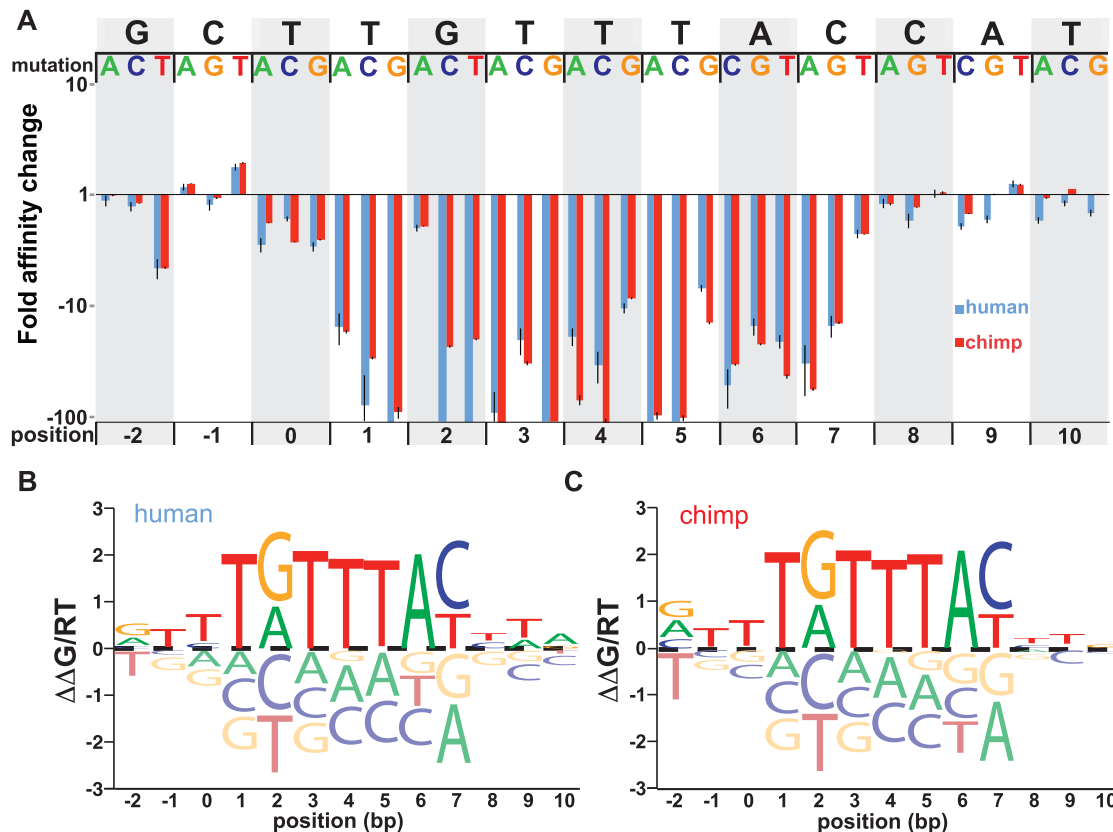 A
G C T T G T T T A C C A T
mutation A C T A G T A C G A C G A C T A C G A C G A C G C G T A G T A G T C G T A C G
10
1
-10
-100
Fold affinity change
human
chimp
position -2 -1 0 1 2 3 4 5 6 7 8 9 10
B
human
3
2
1
0
-1
-2
-3
ΔΔG/RT
-2 -1 0 1 2 3 4 5 6 7 8 9 10
position (bp)
C
chimp
3
2
1
0
-1
-2
-3
ΔΔG/RT
-2 -1 0 1 2 3 4 5 6 7 8 9 10
position (bp)